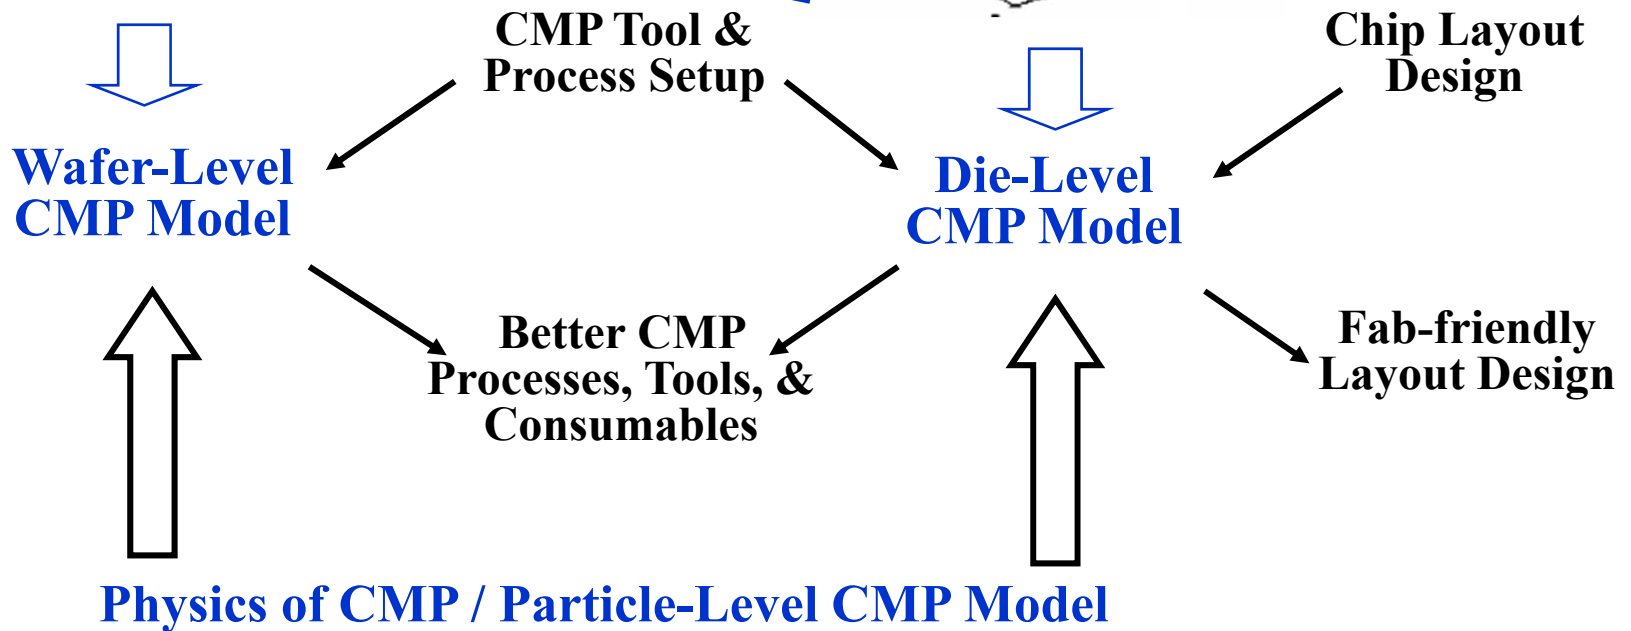 CMP Tool &
Process Setup
Chip Layout
Design
Wafer-Level
CMP Model
Die-Level
CMP Model
Better CMP
Processes, Tools, &
Consumables
Fab-friendly
Layout Design
Physics of CMP / Particle-Level CMP Model